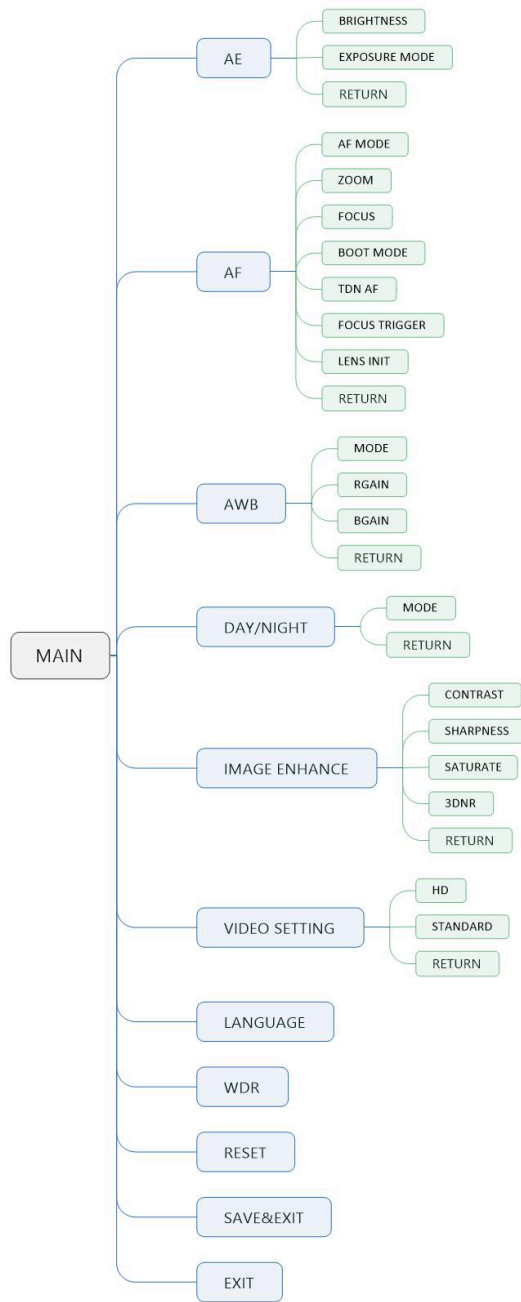 MAIN
AE
BRIGHTNESS
EXPOSURE MODE
RETURN
AF
AF MODE
ZOOM
FOCUS
BOOT MODE
TDN AF
FOCUS TRIGGER
LENS INIT
RETURN
AWB
MODE
RGAIN
BGAIN
RETURN
DAY/NIGHT
MODE
RETURN
IMAGE ENHANCE
CONTRAST
SHARPNESS
SATURATE
3DNR
RETURN
VIDEO SETTING
HD
STANDARD
RETURN
LANGUAGE
WDR
RESET
SAVE&EXIT
EXIT